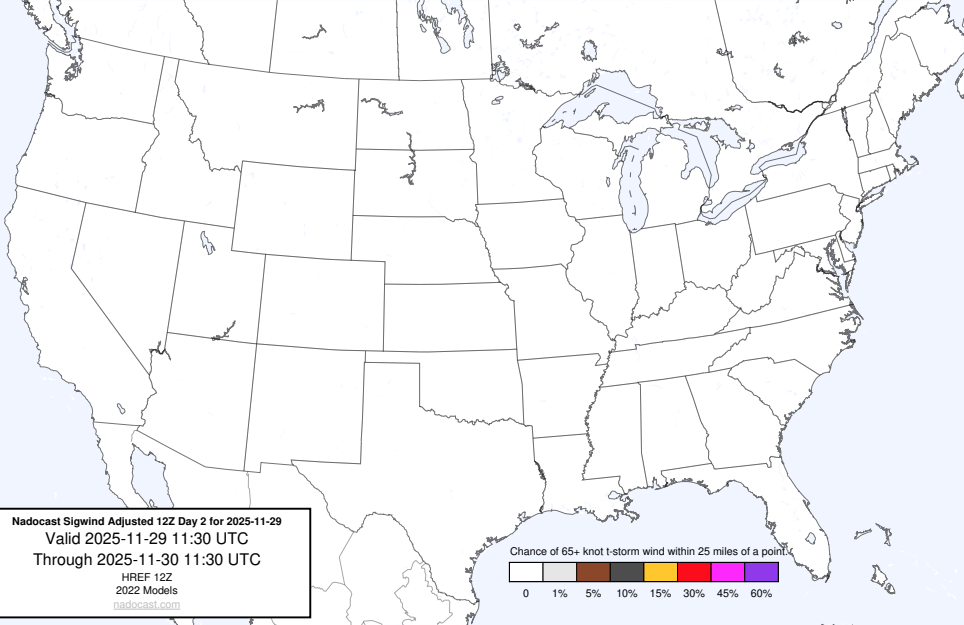 Nadocast Sigwind Adjusted 12Z Day 2 for 2025-11-29
Valid 2025-11-29 11:30 UTC
Through 2025-11-30 11:30 UTC
HREF 12Z
2022 Models
nadocast.com
Chance of 65+ knot t-storm wind within 25 miles of a point.
0 1% 5% 10% 15% 30% 45% 60%